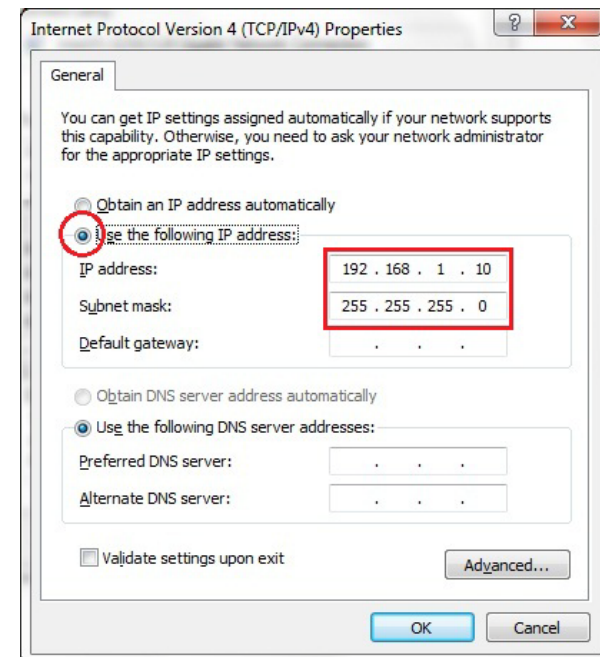 Internet Protocol Version 4 (TCP/IPv4) Properties
General
You can get IP settings assigned automatically if your network supports
this capability. Otherwise, you need to ask your network administrator
for the appropriate IP settings.
Obtain an IP address automatically
Use the following IP address:
IP address: 192 . 168 . 1 . 10
Subnet mask: 255 . 255 . 255 . 0
Default gateway: . . .
Obtain DNS server address automatically
Use the following DNS server addresses:
Preferred DNS server: . . .
Alternate DNS server: . . .
Validate settings upon exit
Advanced...
OK Cancel